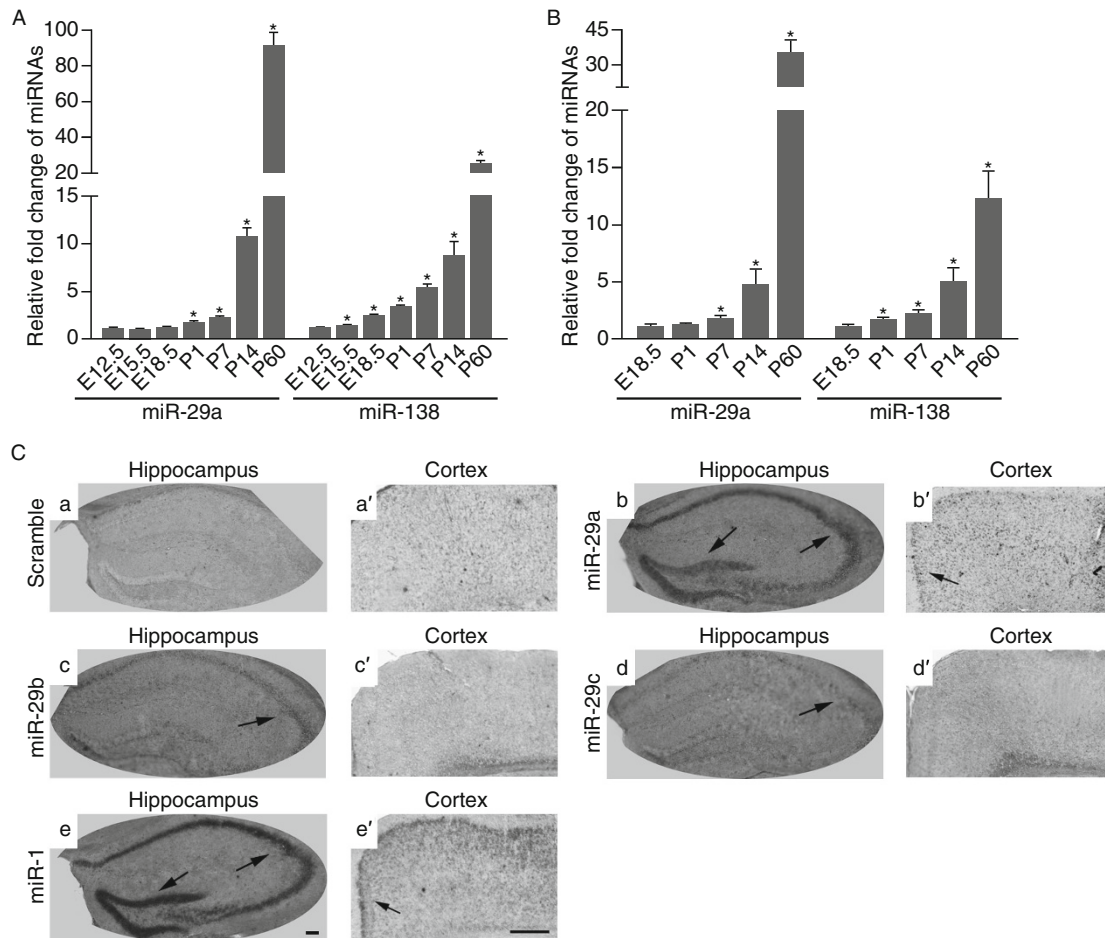 A
Relative fold change of miRNAs
100
80
60
40
20
15
10
5
0
* * * * * * * * * *
E12.5 E15.5 E18.5 P1 P7 P14 P60 E12.5 E15.5 E18.5 P1 P7 P14 P60
miR-29a miR-138
B
Relative fold change of miRNAs
45
30
20
15
10
5
0
* * * * * * *
E18.5 P1 P7 P14 P60 E18.5 P1 P7 P14 P60
miR-29a miR-138
C
Hippocampus Cortex Hippocampus Cortex
Scramble a a′ miR-29a b b′
Hippocampus Cortex Hippocampus Cortex
miR-29b c c′ miR-29c d d′
Hippocampus Cortex
miR-1 e e′